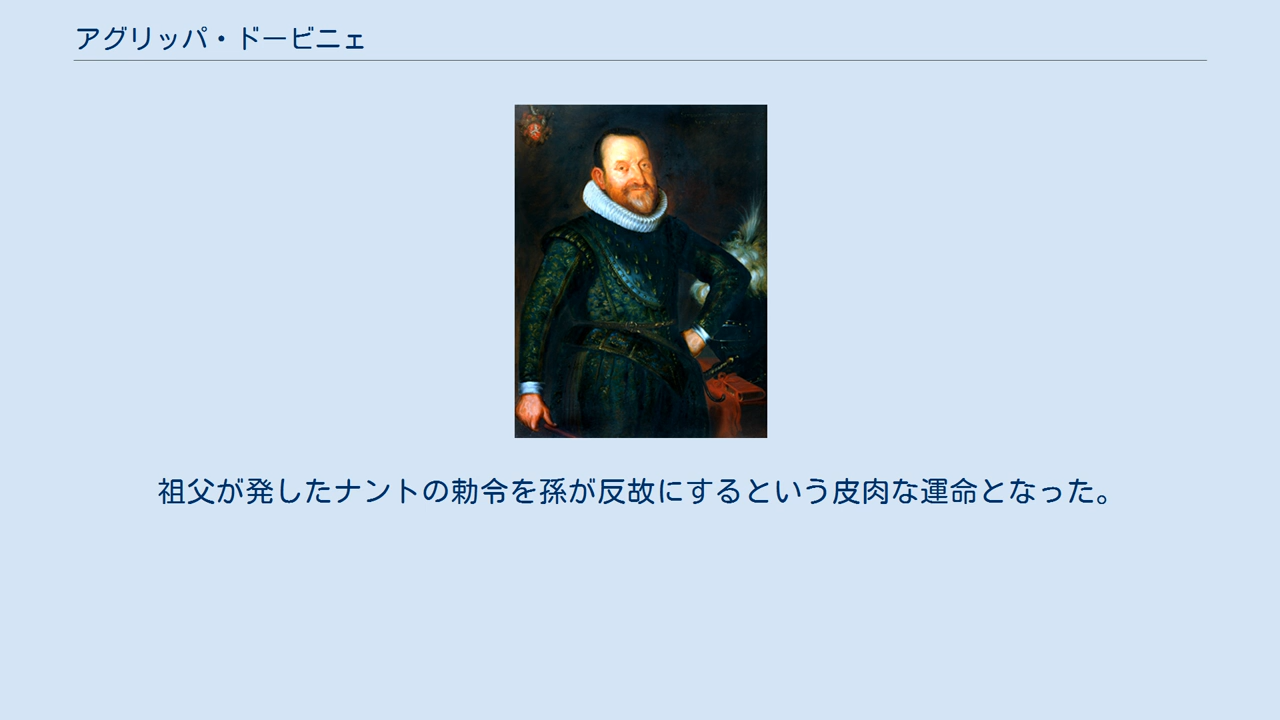 アグリッパ・ドービニェ
祖父が発したナントの勅令を孫が反故にするという皮肉な運命となった。